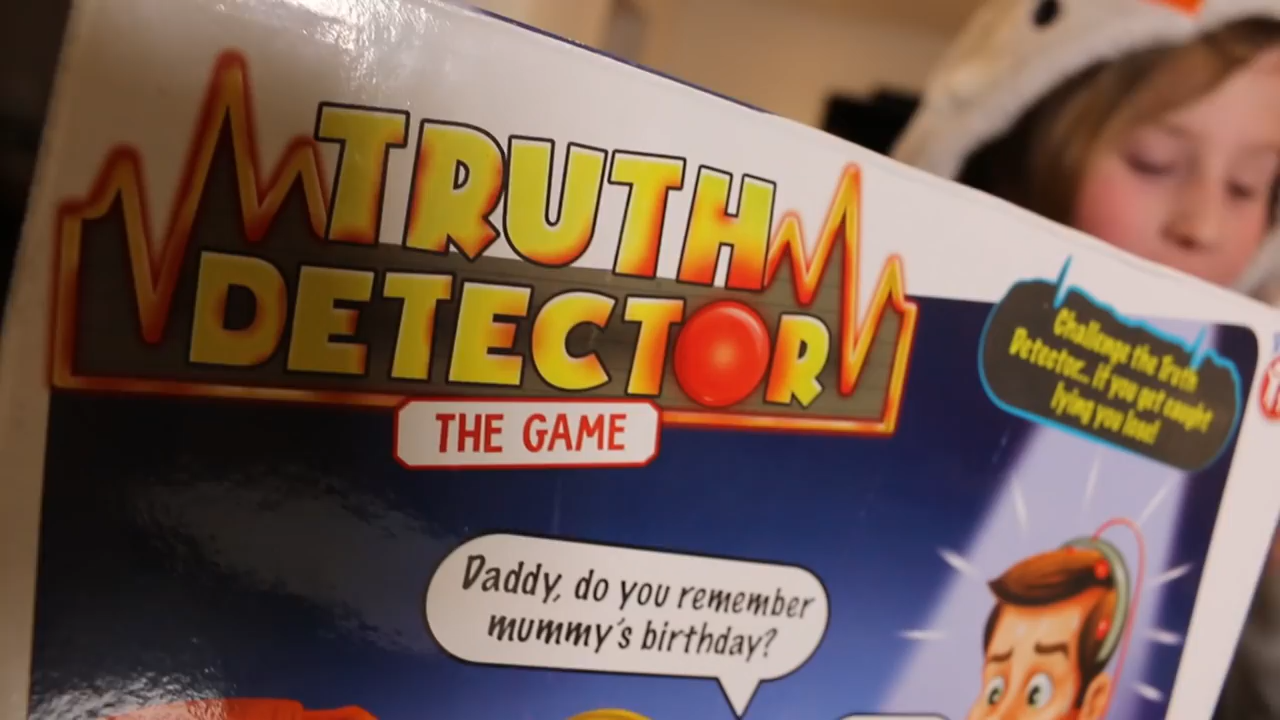 TRUTH
DETECTOR
THE GAME
Challenge the Truth
Detector... if you get caught
lying you lose!
Daddy, do you remember
mummy's birthday?